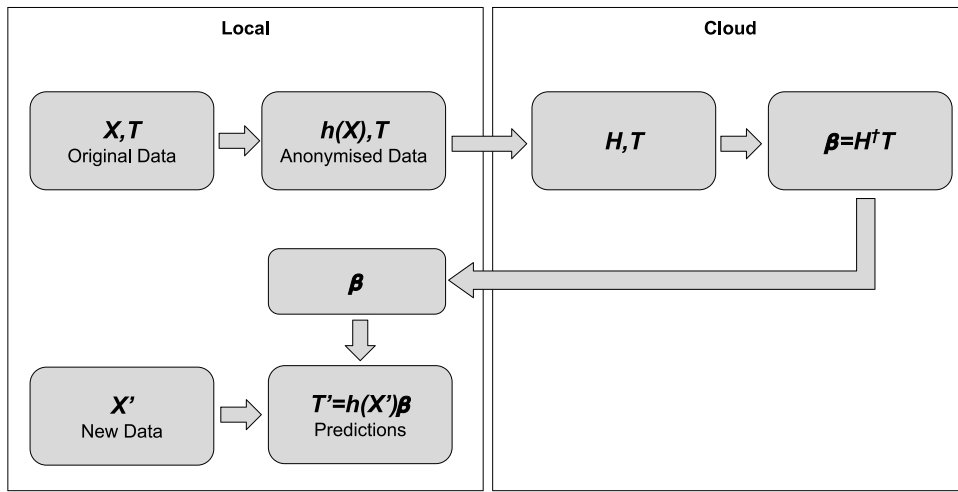 Local
Cloud
X,T
Original Data
h(X),T
Anonymised Data
H,T
β=H†T
β
X’
New Data
T’=h(X’)β
Predictions